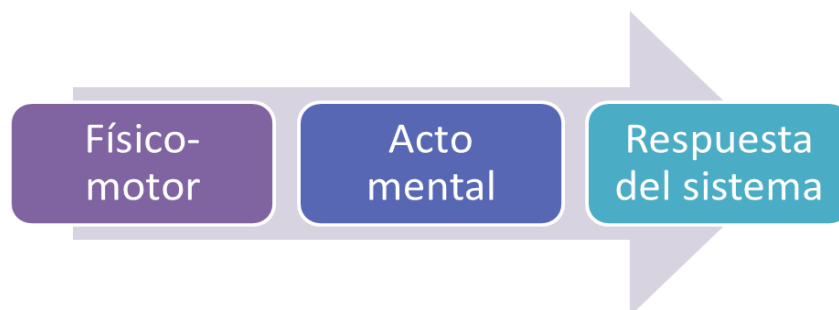 Físico-
motor
Acto
mental
Respuesta
del sistema